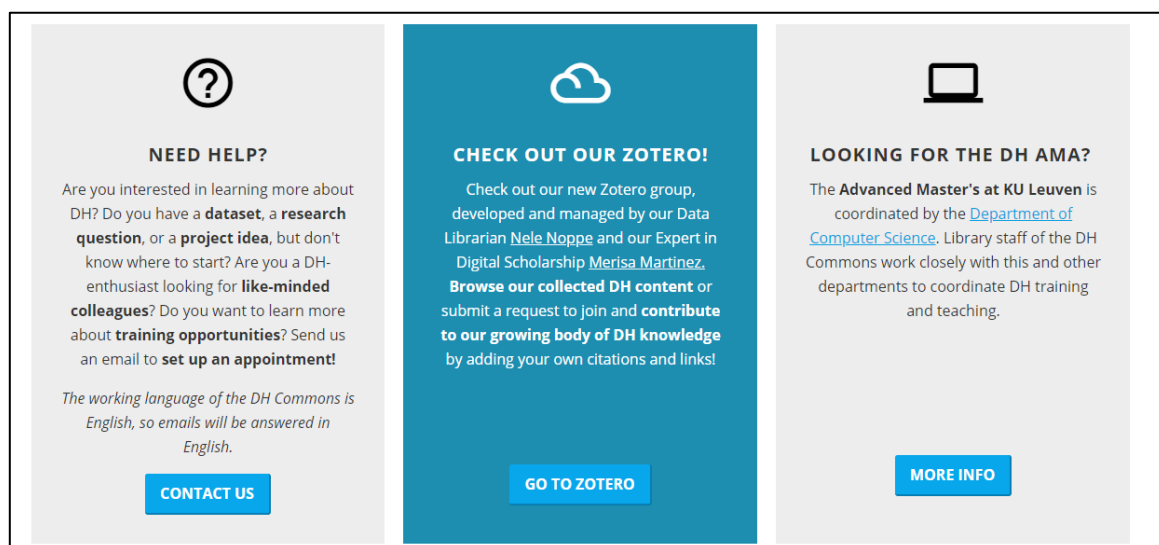 NEED HELP?
Are you interested in learning more about
DH? Do you have a dataset, a research
question, or a project idea, but don't
know where to start? Are you a DH-
enthusiast looking for like-minded
colleagues? Do you want to learn more
about training opportunities? Send us
an email to set up an appointment!
The working language of the DH Commons is
English, so emails will be answered in
English.
CONTACT US
CHECK OUT OUR ZOTERO!
Check out our new Zotero group,
developed and managed by our Data
Librarian Nele Noppe and our Expert in
Digital Scholarship Merisa Martinez.
Browse our collected DH content or
submit a request to join and contribute
to our growing body of DH knowledge
by adding your own citations and links!
GO TO ZOTERO
LOOKING FOR THE DH AMA?
The Advanced Master's at KU Leuven is
coordinated by the Department of
Computer Science. Library staff of the DH
Commons work closely with this and other
departments to coordinate DH training
and teaching.
MORE INFO